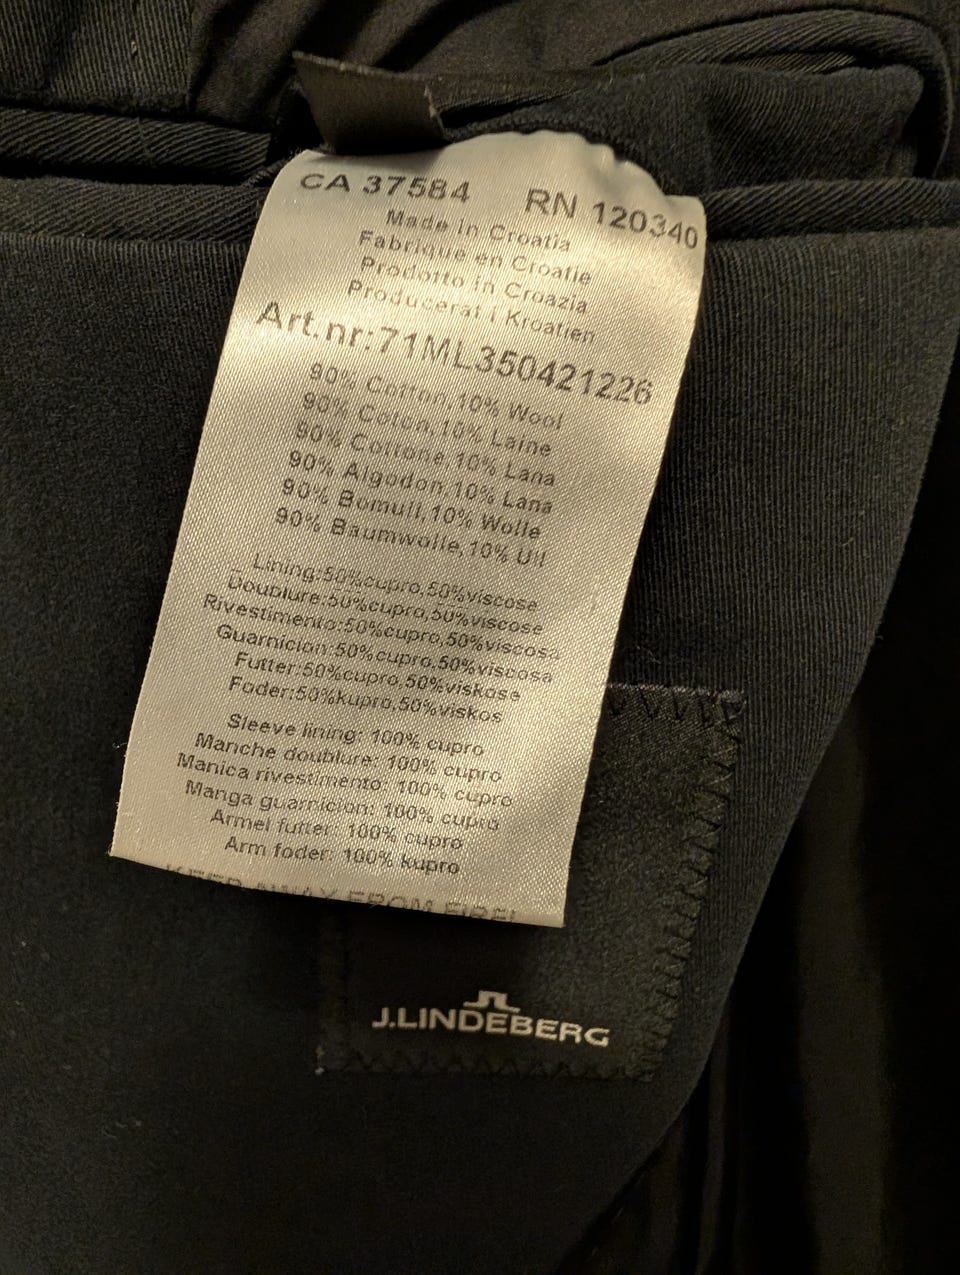 CA 37584 RN 120340
Made in Croatia
Fabrique en Croatie
Prodotto in Croazia
Producerat i Kroatien
Art.nr:71ML350421226
90% Cotton,10% Wool
90% Coton,10% Laine
90% Cottone,10% Lana
90% Algodon,10% Lana
90% Bomull,10% Wolle
90% Baumwolle,10% Ull
Lining:50%cupro,50%viscose
Doublure:50%cupro,50%viscose
Rivestimento:50%cupro,50%viscosa
Guarnicion:50%cupro,50%viscosa
Futter:50%cupro,50%viskose
Foder:50%kupro,50%viskos
Sleeve lining: 100% cupro
Manche doublure: 100% cupro
Manica rivestimento: 100% cupro
Manga guarnicion: 100% cupro
Armel futter: 100% cupro
Arm foder: 100% kupro
KEEP AWAY FROM FIRE!
J.LINDEBERG